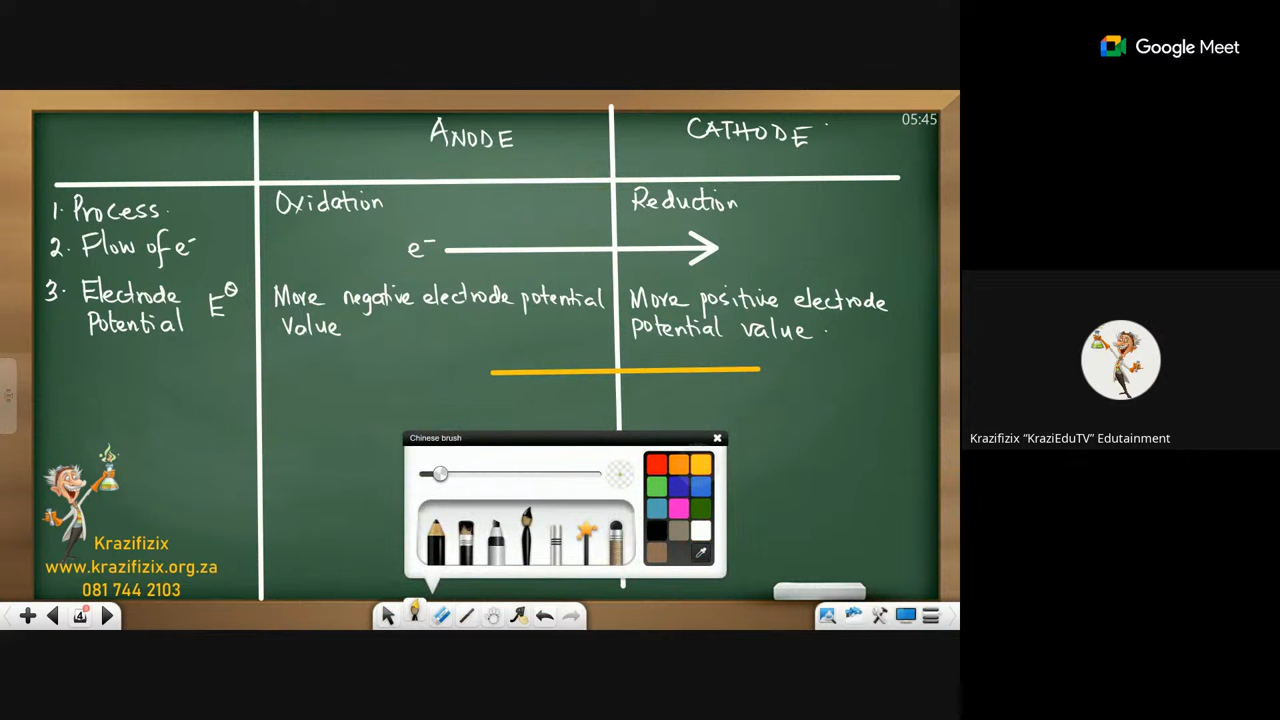 Google Meet
05:45
ANODE
CATHODE
1. Process.
Oxidation
Reduction
2. Flow of e⁻
e⁻
3. Electrode
Potential
E⊖
More negative electrode potential
value
More positive electrode
potential value.
Chinese brush
Krazifizix
www.krazifizix.org.za
081 744 2103
4
Krazifizix "KraziEduTV" Edutainment